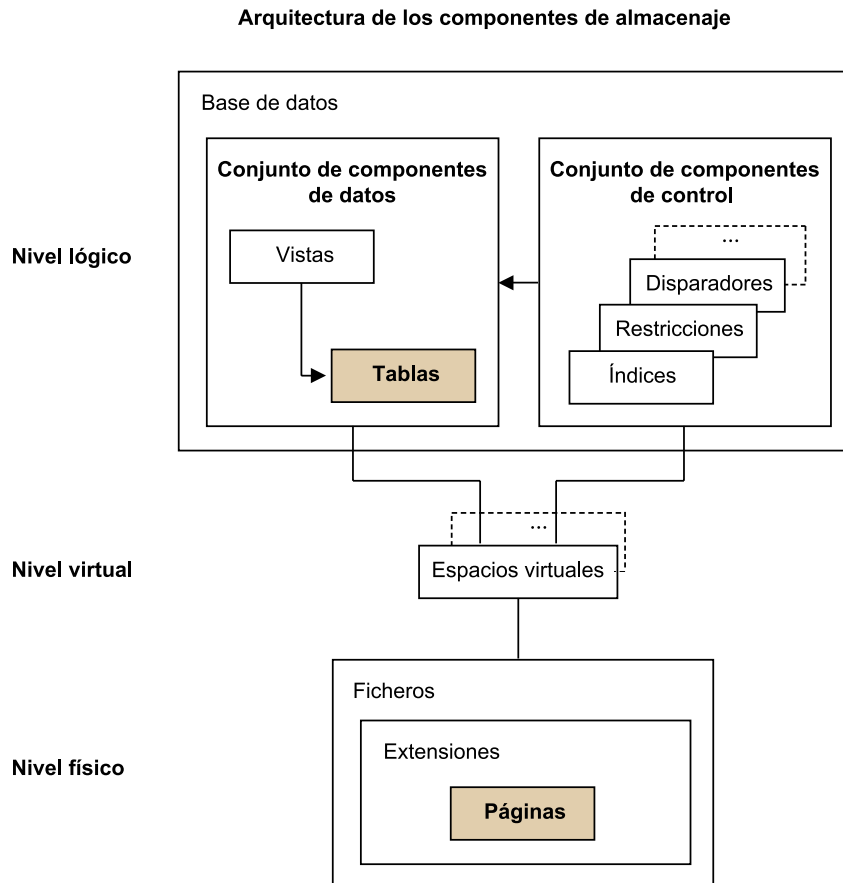 Arquitectura de los componentes de almacenaje
Base de datos
Conjunto de componentes
de datos
Conjunto de componentes
de control
Nivel lógico
Vistas
...
Disparadores
Restricciones
Tablas
Índices
...
Nivel virtual
Espacios virtuales
Ficheros
Extensiones
Nivel físico
Páginas